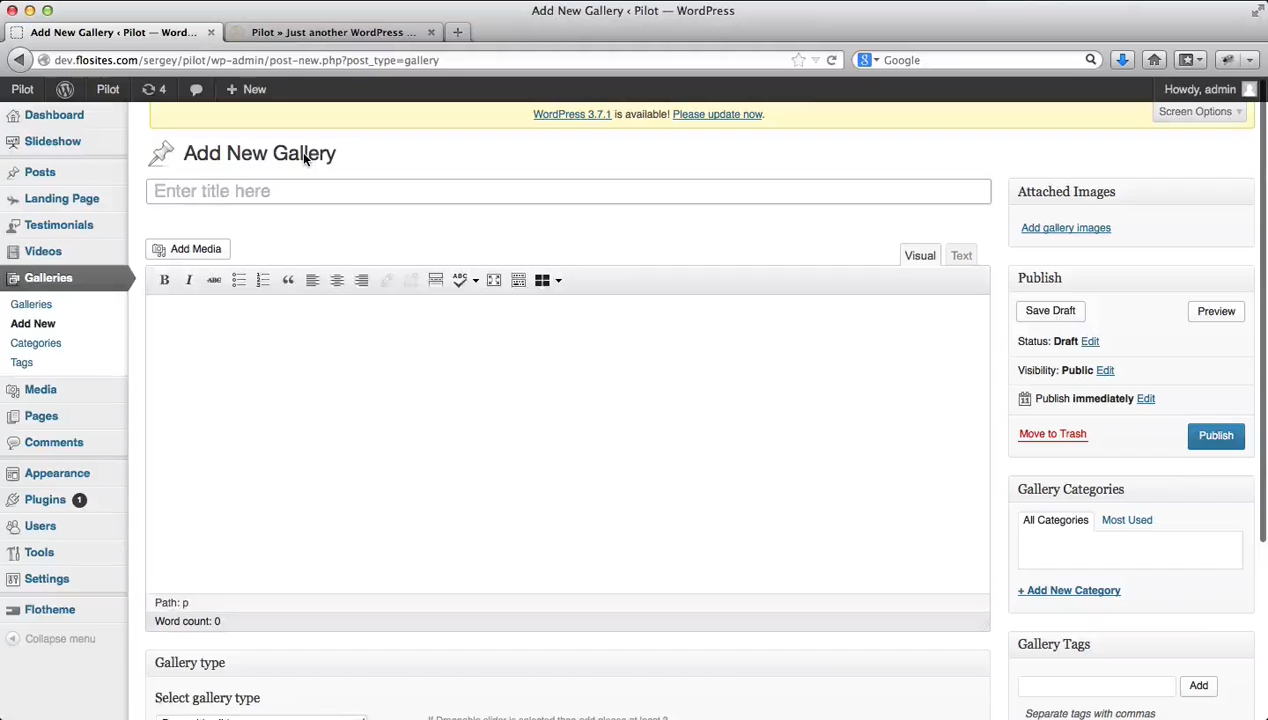 Add New Gallery ‹ Pilot — WordPress
Add New Gallery ‹ Pilot — Word...
Pilot » Just another WordPress ...
dev.flosites.com/sergey/pilot/wp-admin/post-new.php?post_type=gallery
Google
Pilot
Pilot
4
New
Howdy, admin
WordPress 3.7.1 is available! Please update now.
Screen Options
Dashboard
Slideshow
Posts
Landing Page
Testimonials
Videos
Galleries
Galleries
Add New
Categories
Tags
Media
Pages
Comments
Appearance
Plugins 1
Users
Tools
Settings
Flotheme
Collapse menu
Add New Gallery
Enter title here
Add Media
Visual
Text
B I ABC ABC
Path: p
Word count: 0
Gallery type
Select gallery type
Attached Images
Add gallery images
Publish
Save Draft
Preview
Status: Draft Edit
Visibility: Public Edit
Publish immediately Edit
Move to Trash
Publish
Gallery Categories
All Categories
Most Used
+ Add New Category
Gallery Tags
Add
Separate tags with commas